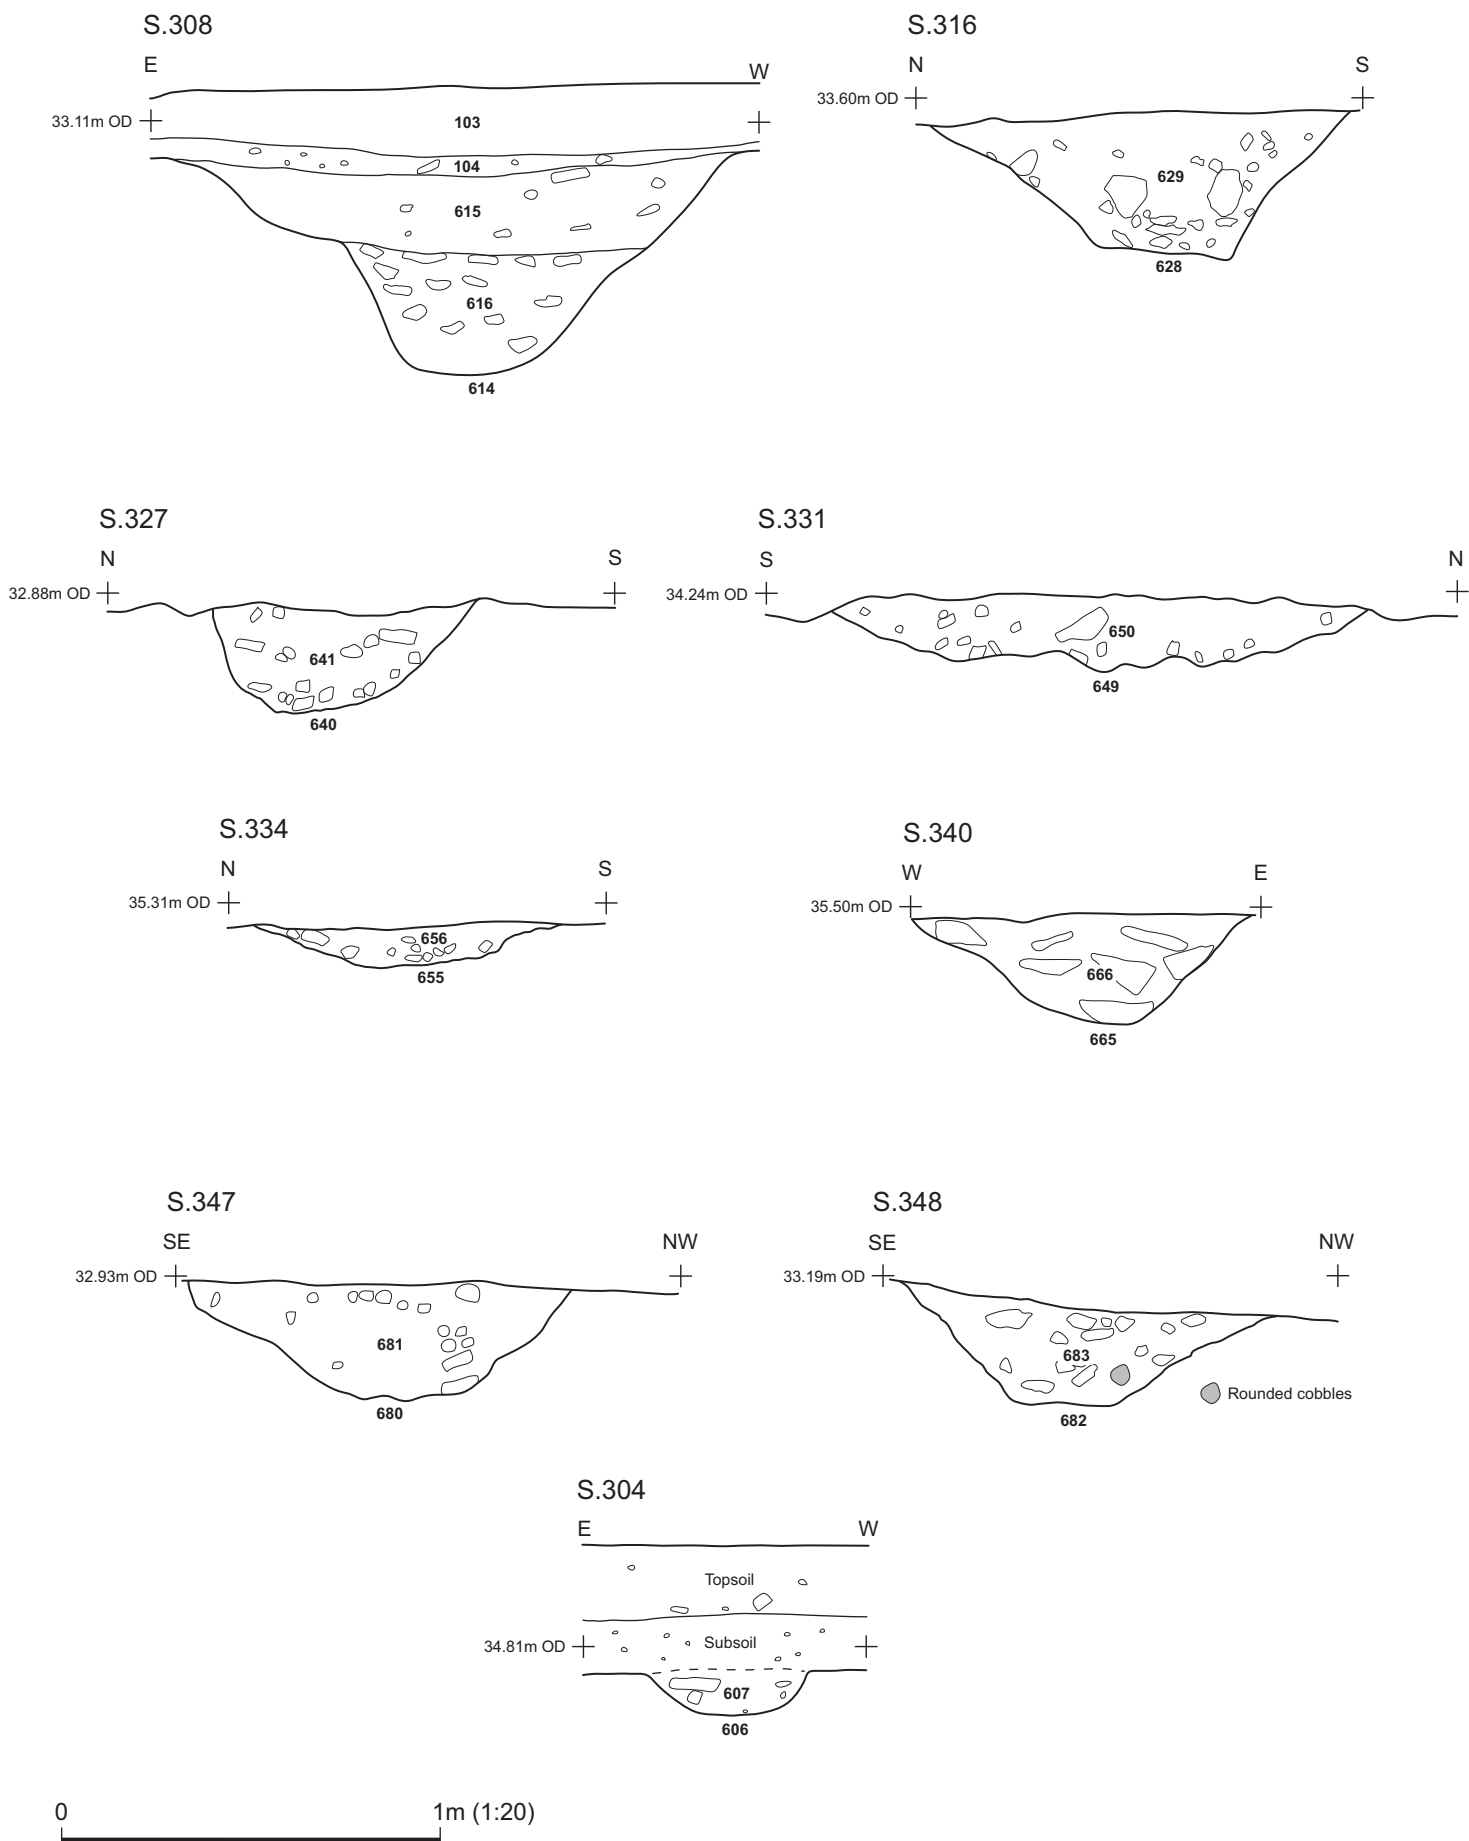 S.308
E
W
33.11m OD
103
104
615
616
614
S.316
N
S
33.60m OD
629
628
S.327
N
S
32.88m OD
641
640
S.331
S
N
34.24m OD
650
649
S.334
N
S
35.31m OD
656
655
S.340
W
E
35.50m OD
666
665
S.347
SE
NW
32.93m OD
681
680
S.348
SE
NW
33.19m OD
683
Rounded cobbles
682
S.304
E
W
Topsoil
Subsoil
34.81m OD
607
606
0
1m (1:20)